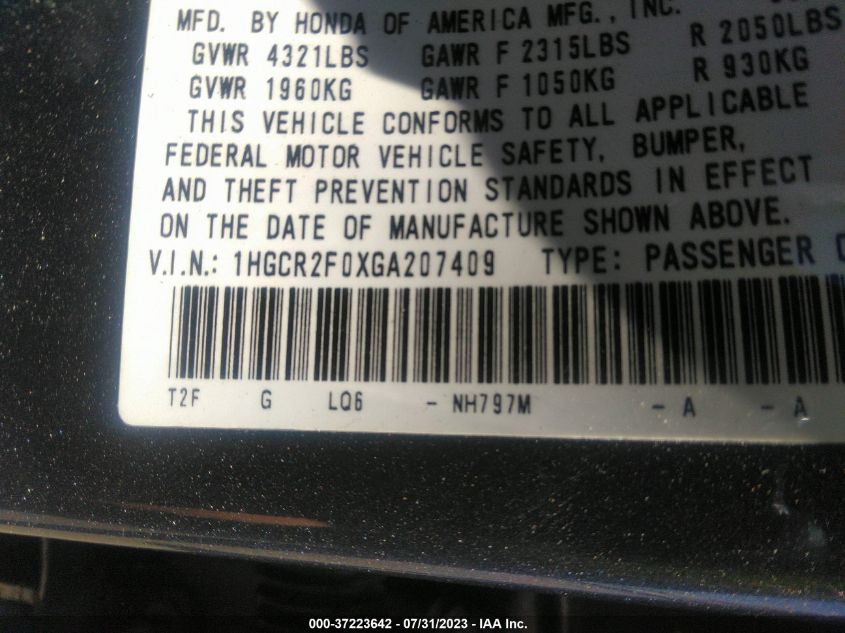 MFD. BY HONDA OF AMERICA MFG., INC.
GVWR 4321LBS GAWR F 2315LBS R 2050LBS
GVWR 1960KG GAWR F 1050KG R 930KG
THIS VEHICLE CONFORMS TO ALL APPLICABLE
FEDERAL MOTOR VEHICLE SAFETY, BUMPER,
AND THEFT PREVENTION STANDARDS IN EFFECT
ON THE DATE OF MANUFACTURE SHOWN ABOVE.
V.I.N.: 1HGCR2F0XGA207409 TYPE: PASSENGER
T2F G LQ6 - NH797M - A - A
000-37223642 - 07/31/2023 - IAA Inc.